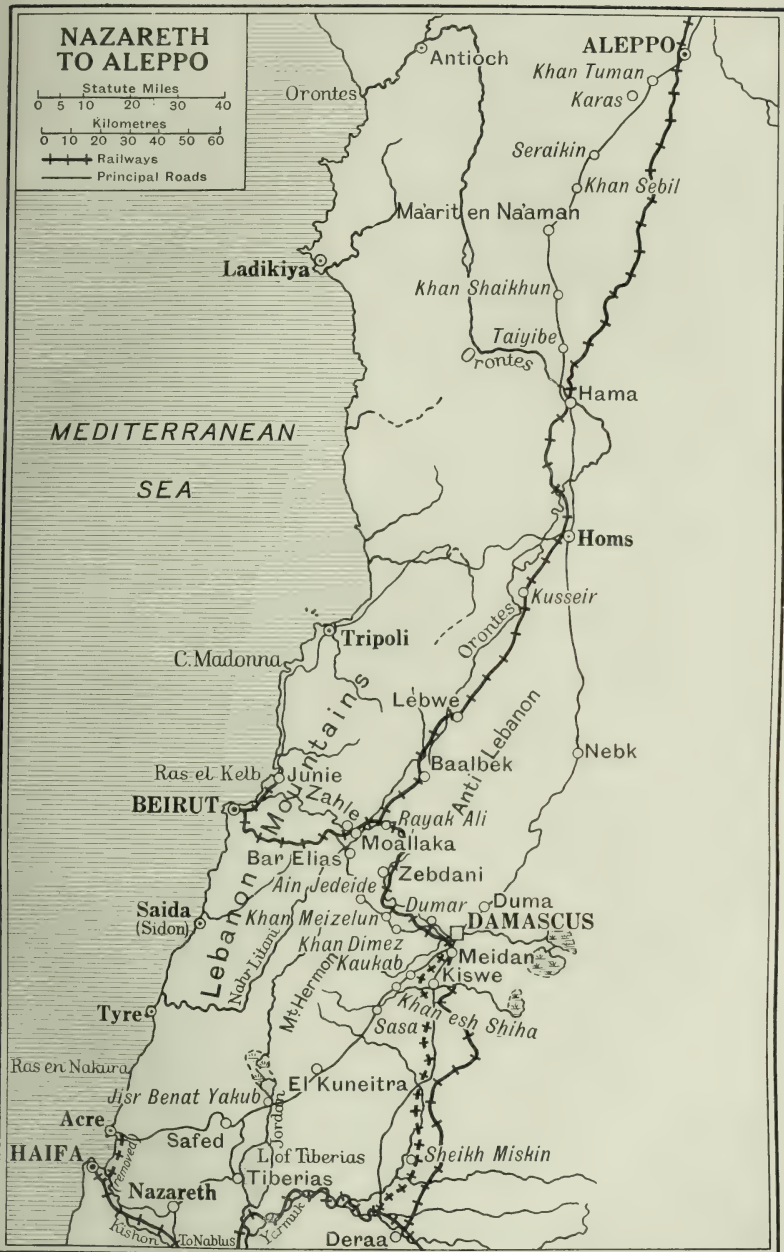 NAZARETH
TO ALEPPO
Statute Miles
0 5 10 20 30 40
Kilometres
0 10 20 30 40 50 60
Railways
Principal Roads
ALEPPO
Antioch
Khan Tuman
Orontes
Karas
Seraikin
Khan Sebil
Ma'arit en Na'aman
Ladikiya
Khan Shaikhun
Taiyibe
Orontes
Hama
MEDITERRANEAN
SEA
Homs
Kusseir
Orontes
Tripoli
C. Madonna
Lebwe
Lebanon Mountains
Anti Lebanon
Nebk
Baalbek
Ras el Kelb
Junie
Zahle
BEIRUT
Rayak Ali
Moallaka
Bar Elias
Zebdani
Ain Jedeide
Dumar
Duma
Saida
(Sidon)
Khan Meizelun
DAMASCUS
Khan Dimez
Meidan
Kaukab
Kiswe
Nahr Litani
Mt Hermon
Khan esh Shiha
Tyre
Sasa
Ras en Nakura
El Kuneitra
Jisr Benat Yakub
Jordan
Acre
Safed
(removed)
L. of Tiberias
Sheikh Miskin
HAIFA
Tiberias
Nazareth
Yermuk
Kishon
To Nablus
Deraa